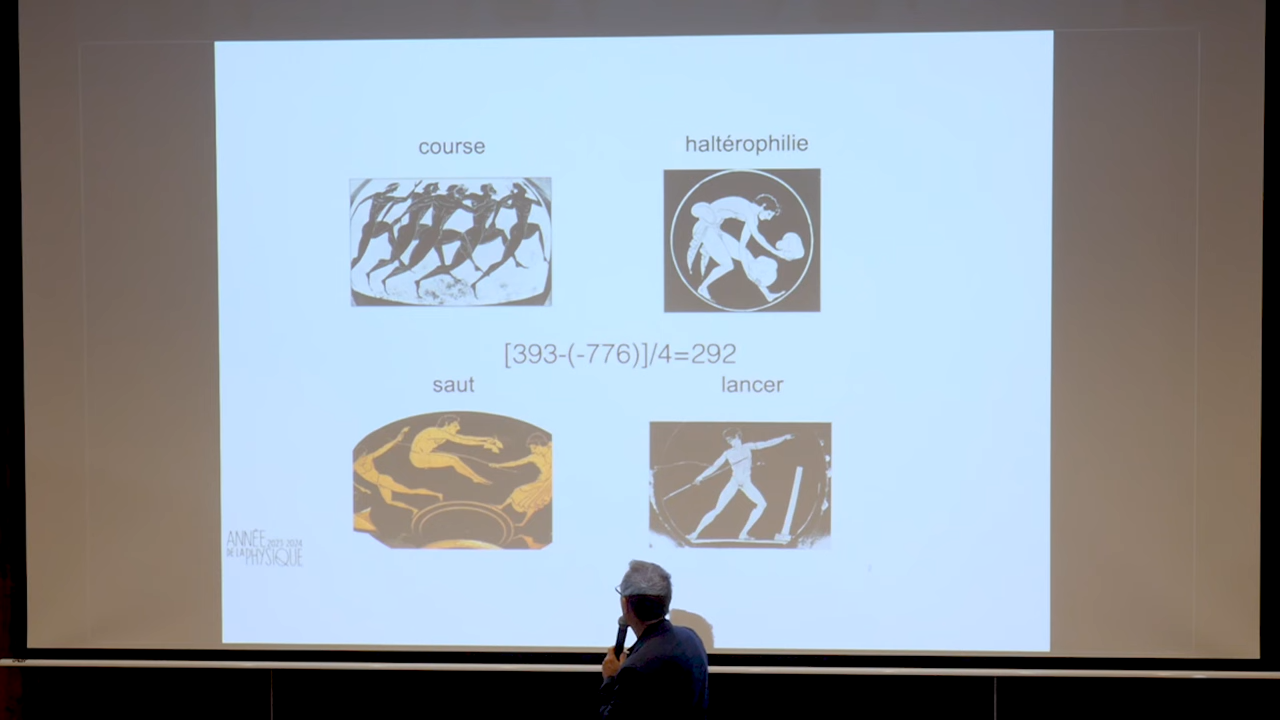 course
haltérophilie
[393-(-776)]/4=292
saut
lancer
ANNÉE 2023 2024
DE LA PHYSIQUE